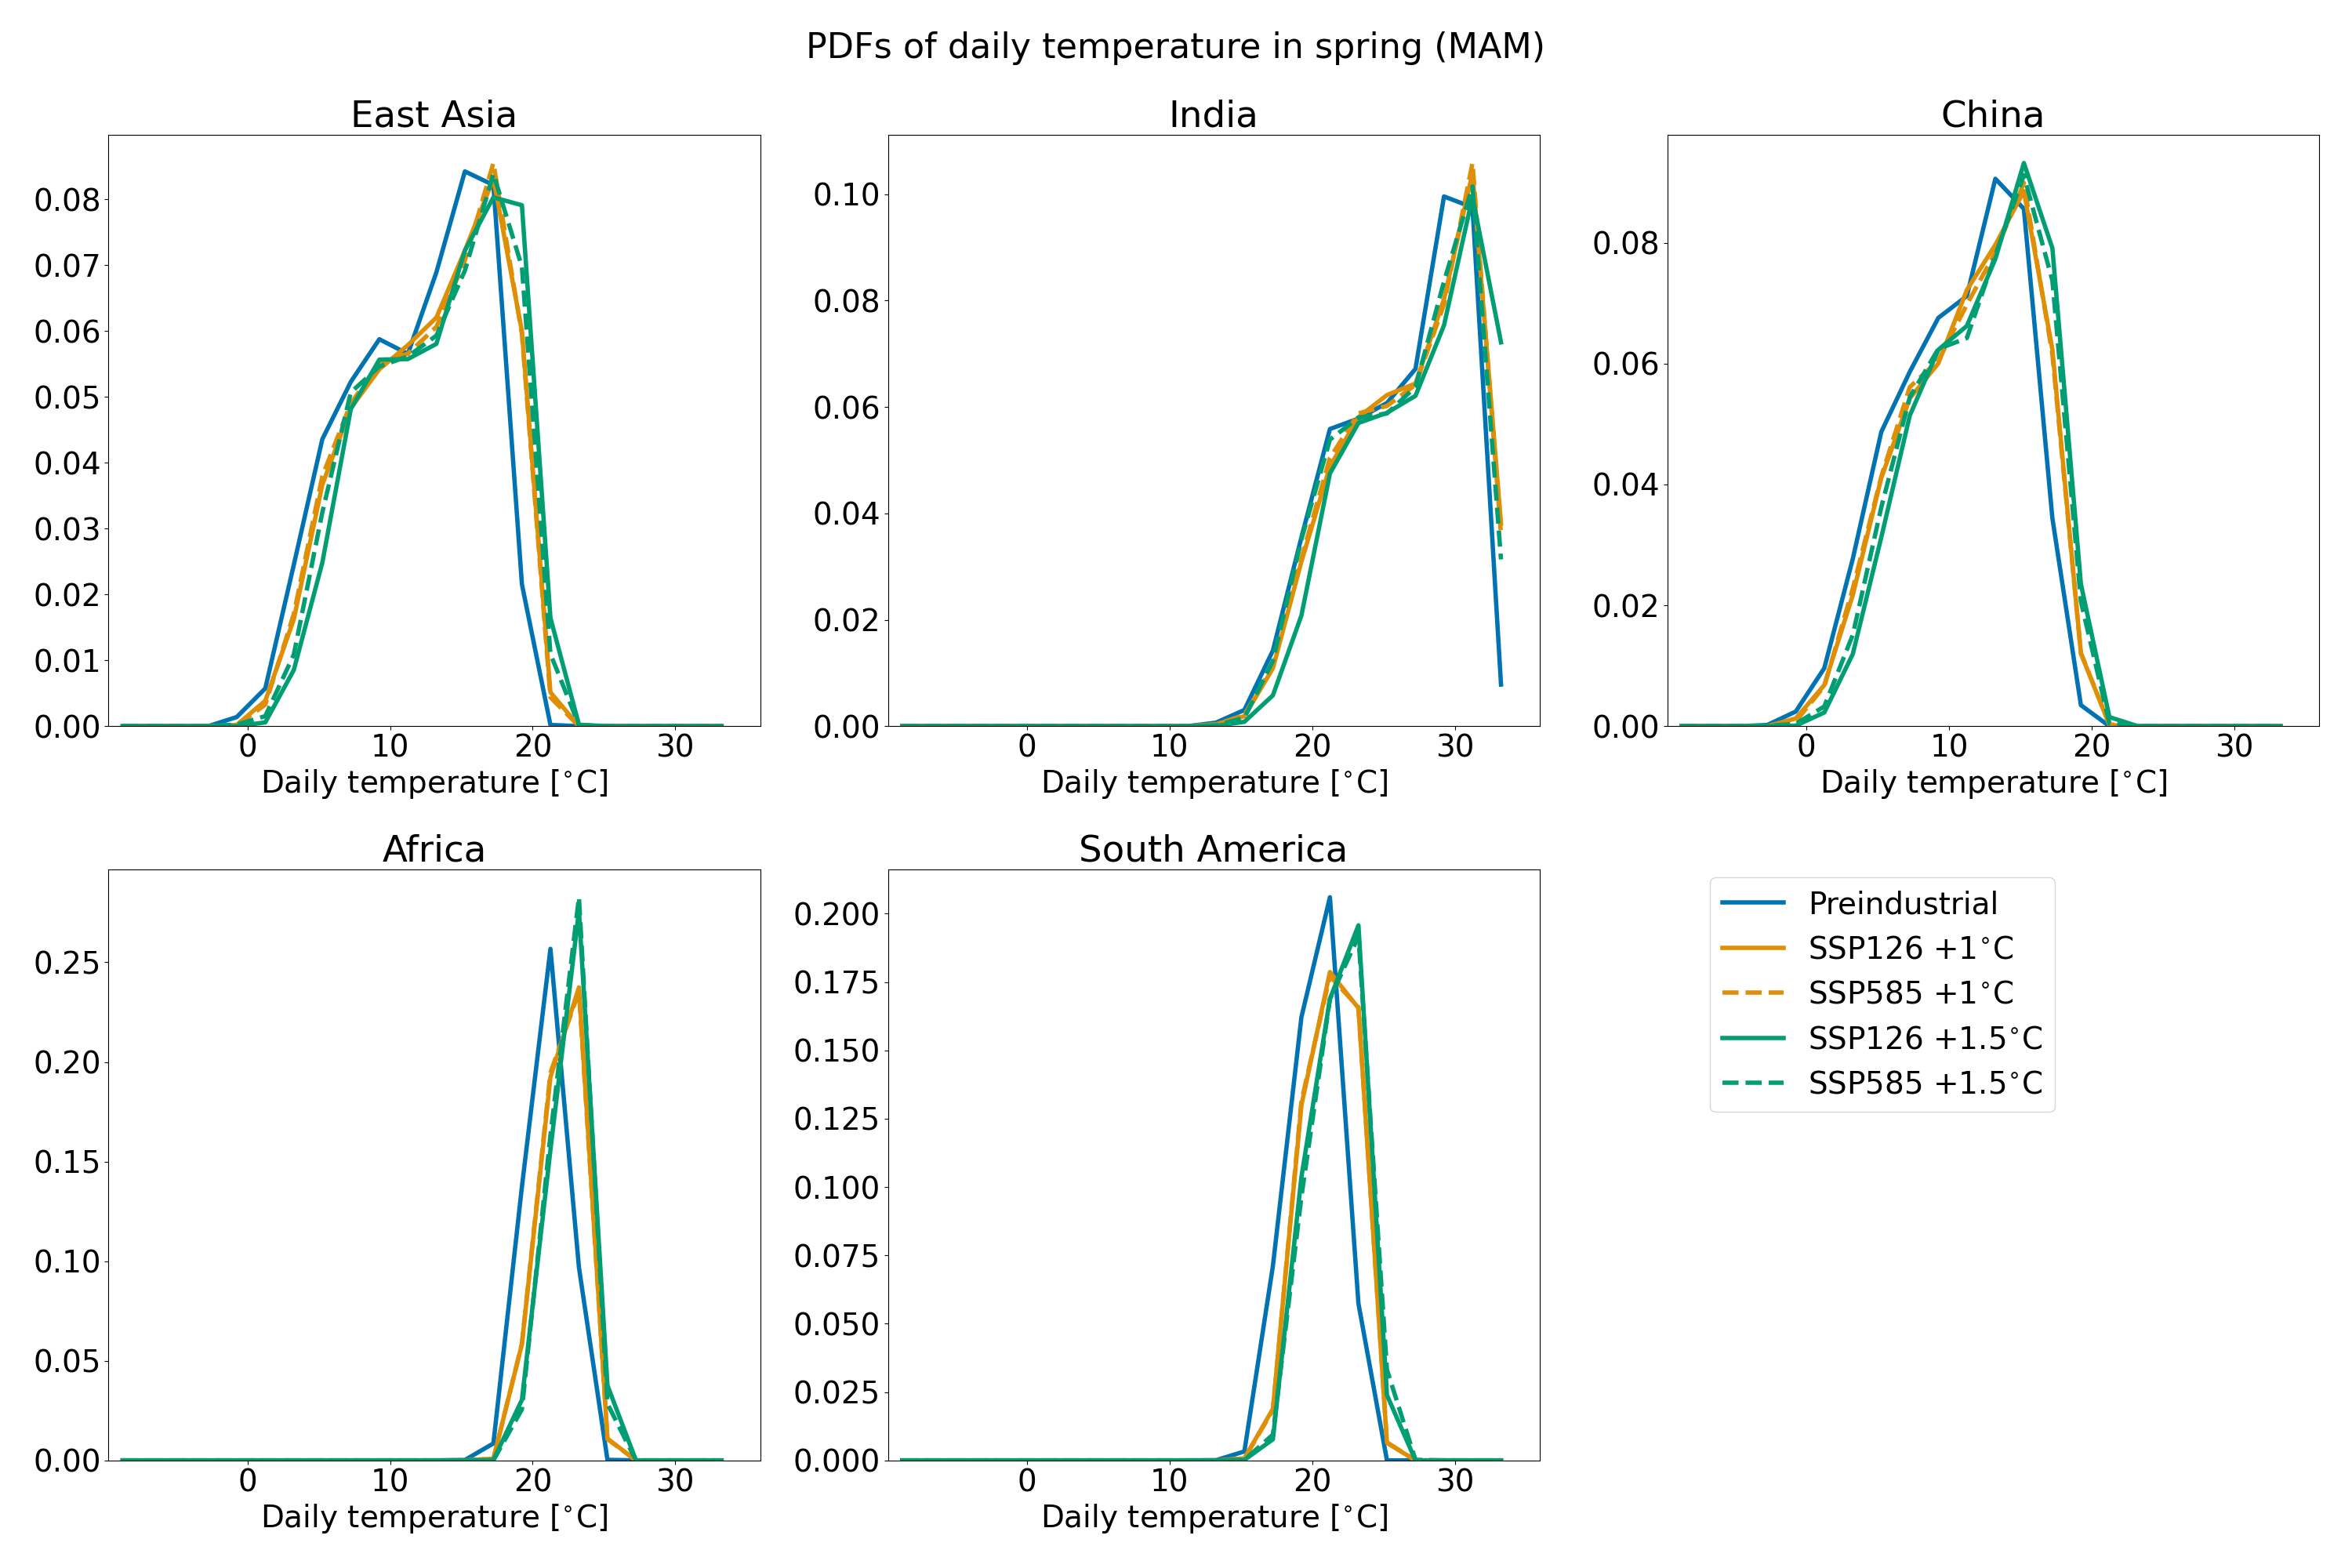 PDFs of daily temperature in spring (MAM)
East Asia
0.08
0.07
0.06
0.05
0.04
0.03
0.02
0.01
0.00
0 10 20 30
Daily temperature [°C]
India
0.10
0.08
0.06
0.04
0.02
0.00
0 10 20 30
Daily temperature [°C]
China
0.08
0.06
0.04
0.02
0.00
0 10 20 30
Daily temperature [°C]
Africa
0.25
0.20
0.15
0.10
0.05
0.00
0 10 20 30
Daily temperature [°C]
South America
0.200
0.175
0.150
0.125
0.100
0.075
0.050
0.025
0.000
0 10 20 30
Daily temperature [°C]
Preindustrial
SSP126 +1°C
SSP585 +1°C
SSP126 +1.5°C
SSP585 +1.5°C